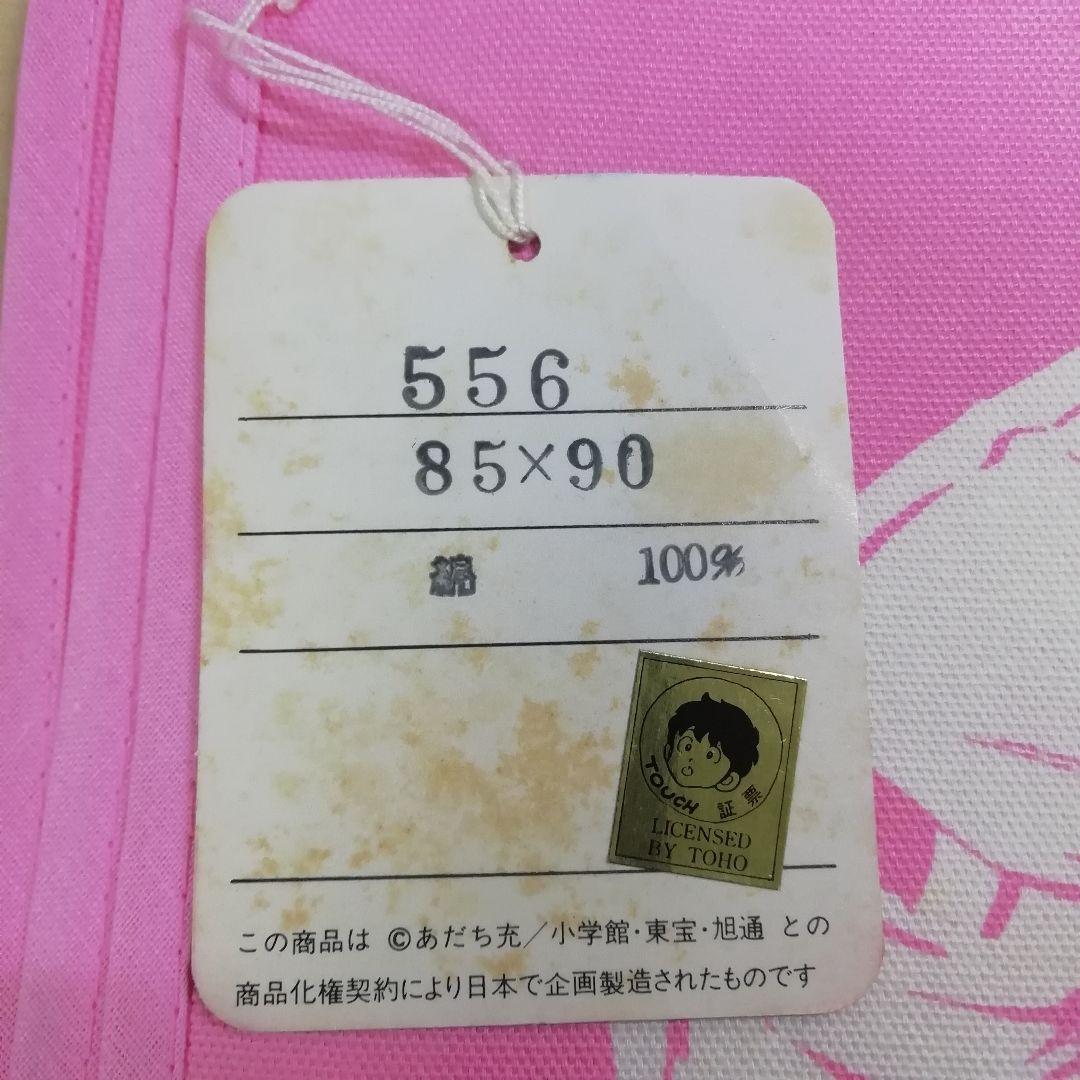 556
85×90
綿 100%
TOUCH 証票
LICENSED
BY TOHO
この商品は ©あだち充／小学館・東宝・旭通 との
商品化権契約により日本で企画製造されたものです